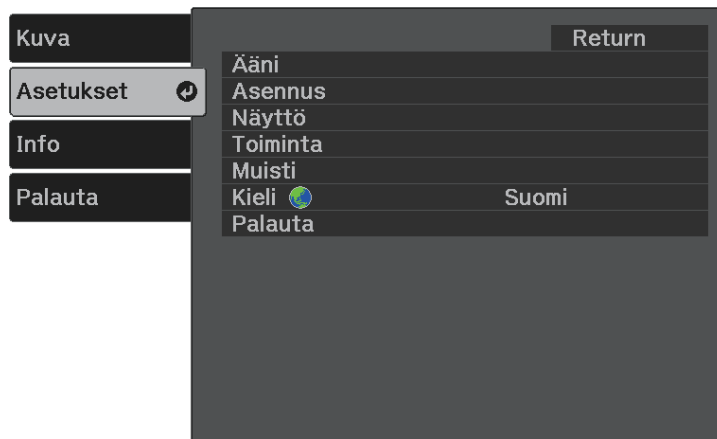 Kuva
Asetukset
Info
Palauta
Return
Ääni
Asennus
Näyttö
Toiminta
Muisti
Kieli Suomi
Palauta